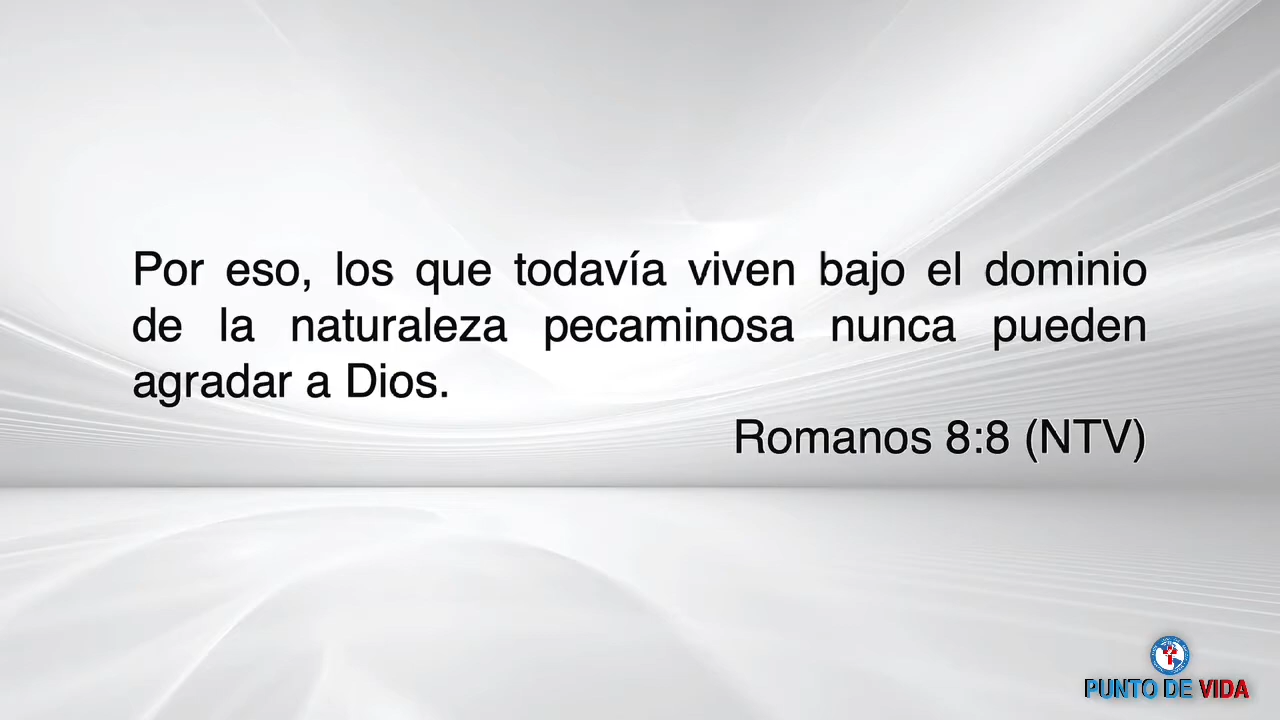 Por eso, los que todavía viven bajo el dominio
de la naturaleza pecaminosa nunca pueden
agradar a Dios.
Romanos 8:8 (NTV)
PUNTO DE VIDA